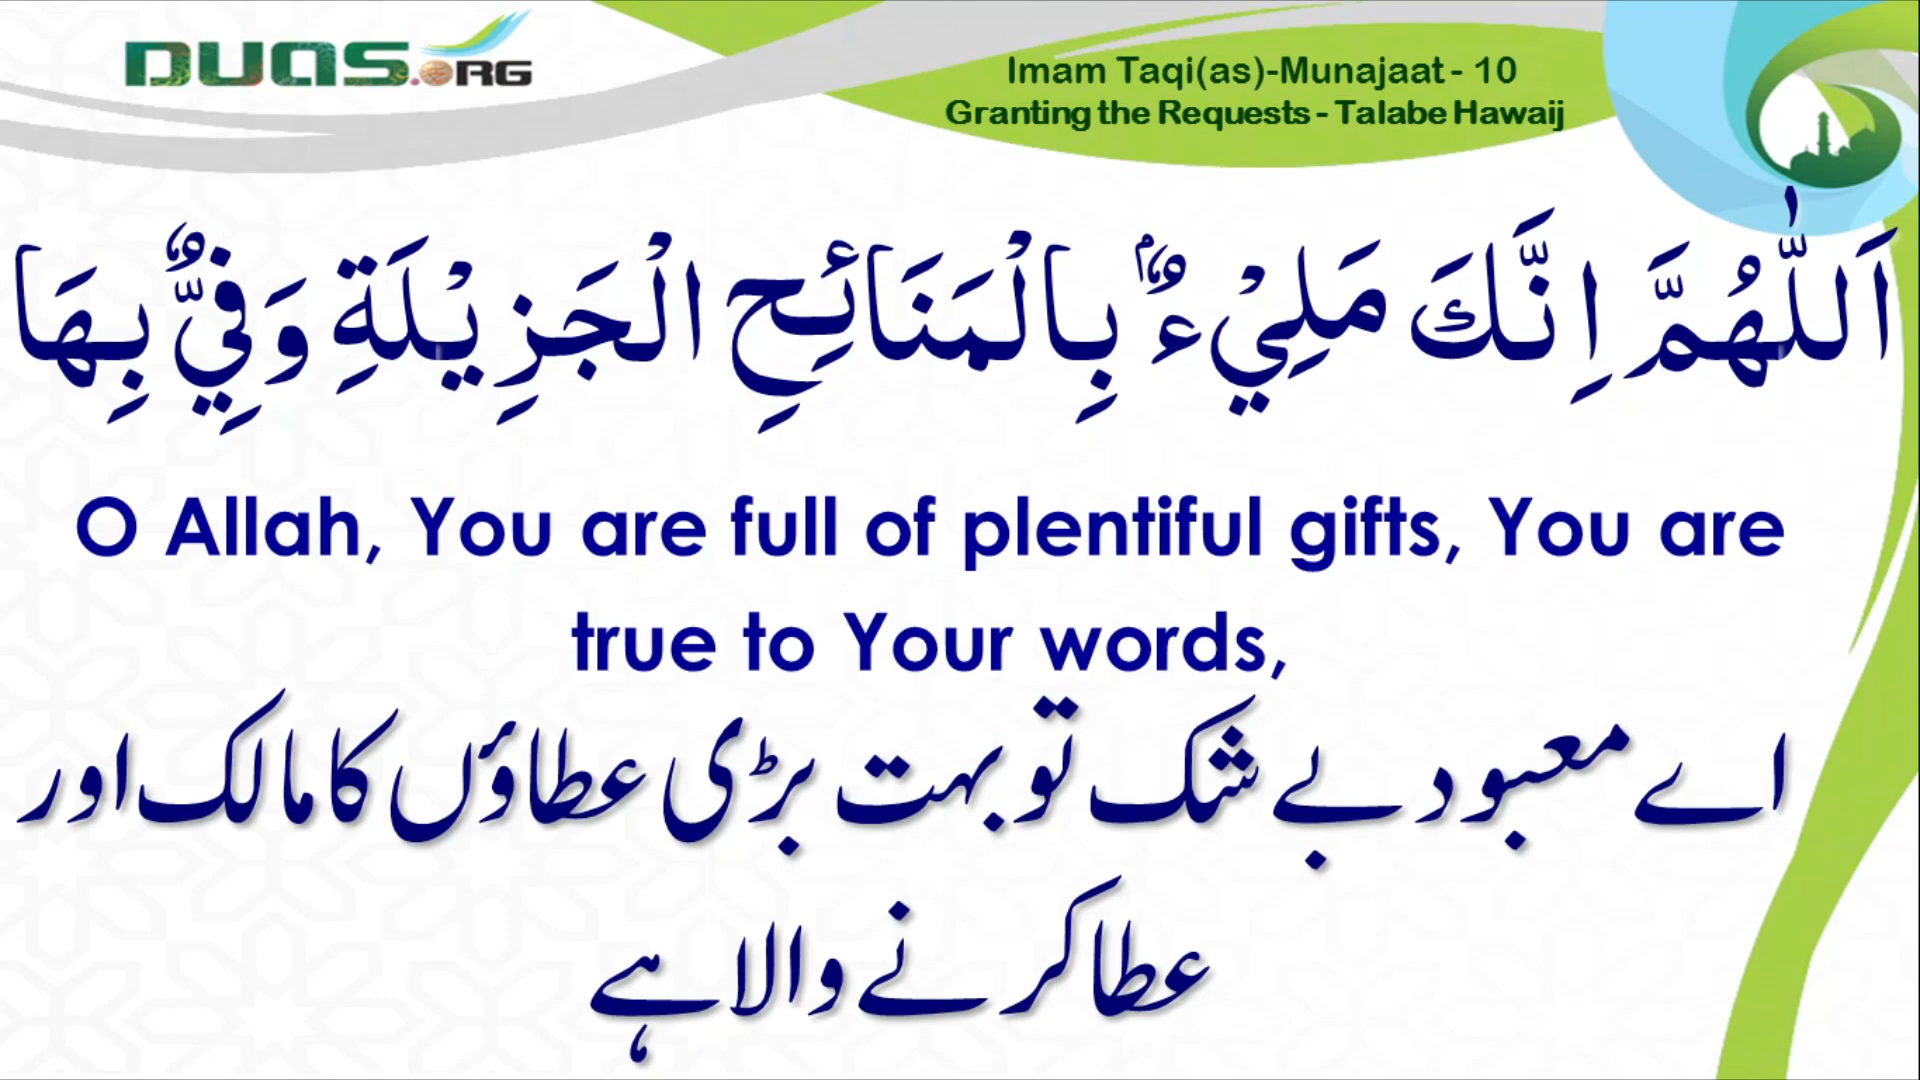 DUAS.ORG
Imam Taqi(as)-Munajaat - 10
Granting the Requests - Talabe Hawaij
اَللّٰهُمَّ اِنَّكَ مَلِيْءٌۢ بِالْمَنَائِحِ الْجَزِيْلَةِ وَفِيٌّۢ بِهَا
O Allah, You are full of plentiful gifts, You are
true to Your words,
اے معبود بے شک تو بہت بڑی عطاؤں کا مالک اور
عطا کرنے والا ہے